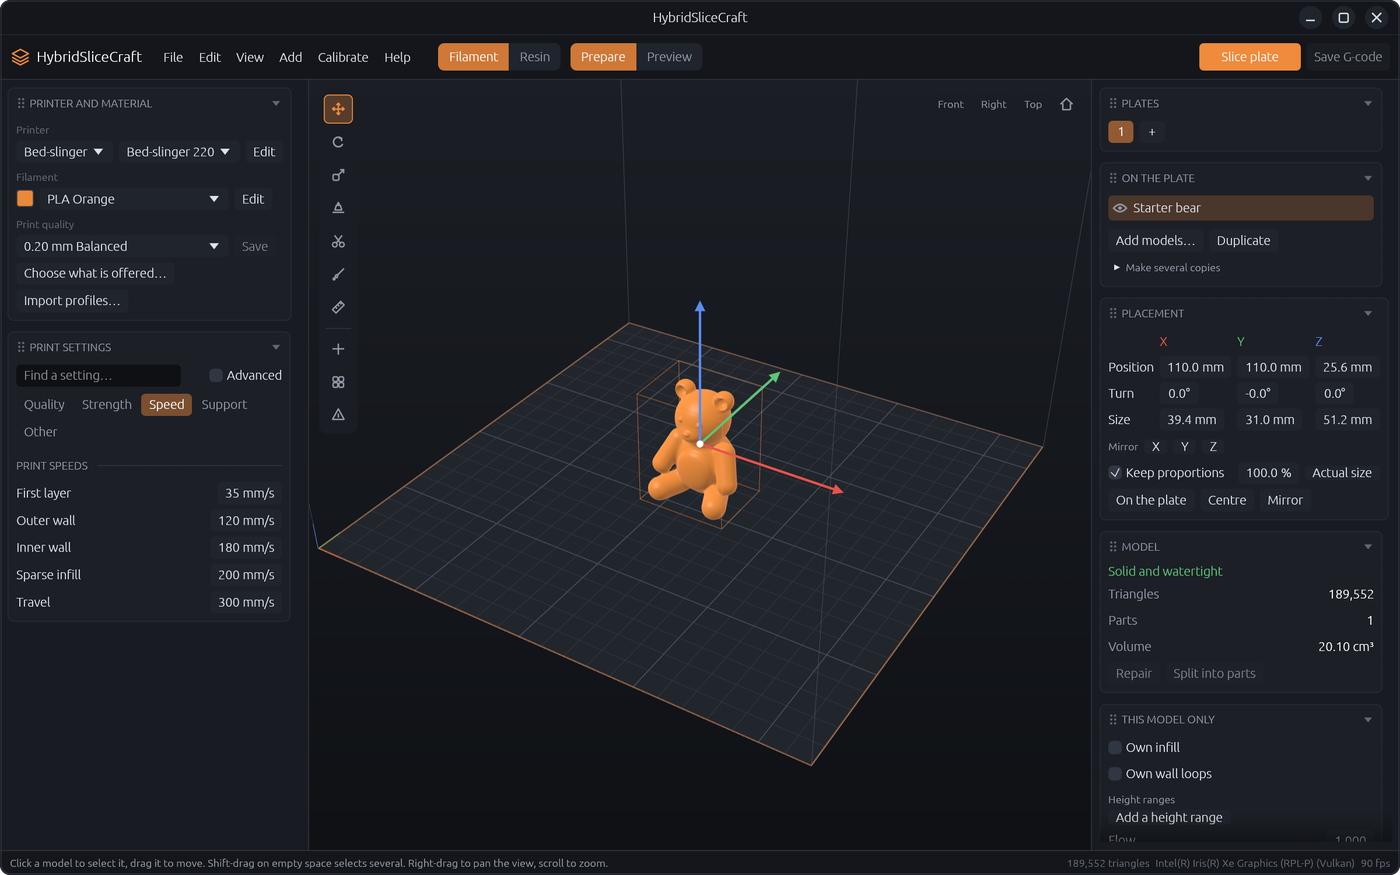 HybridSliceCraft
HybridSliceCraft File Edit View Add Calibrate Help Filament Resin Prepare Preview Slice plate Save G-code
PRINTER AND MATERIAL
Printer
Bed-slinger Bed-slinger 220 Edit
Filament
PLA Orange Edit
Print quality
0.20 mm Balanced Save
Choose what is offered…
Import profiles…
PRINT SETTINGS
Find a setting… Advanced
Quality Strength Speed Support
Other
PRINT SPEEDS
First layer 35 mm/s
Outer wall 120 mm/s
Inner wall 180 mm/s
Sparse infill 200 mm/s
Travel 300 mm/s
Front Right Top
PLATES
1 +
ON THE PLATE
Starter bear
Add models… Duplicate
Make several copies
PLACEMENT
X Y Z
Position 110.0 mm 110.0 mm 25.6 mm
Turn 0.0° -0.0° 0.0°
Size 39.4 mm 31.0 mm 51.2 mm
Mirror X Y Z
Keep proportions 100.0 % Actual size
On the plate Centre Mirror
MODEL
Solid and watertight
Triangles 189,552
Parts 1
Volume 20.10 cm³
Repair Split into parts
THIS MODEL ONLY
Own infill
Own wall loops
Height ranges
Add a height range
Flow 1.000
Click a model to select it, drag it to move. Shift-drag on empty space selects several. Right-drag to pan the view, scroll to zoom.
189,552 triangles Intel(R) Iris(R) Xe Graphics (RPL-P) (Vulkan) 90 fps